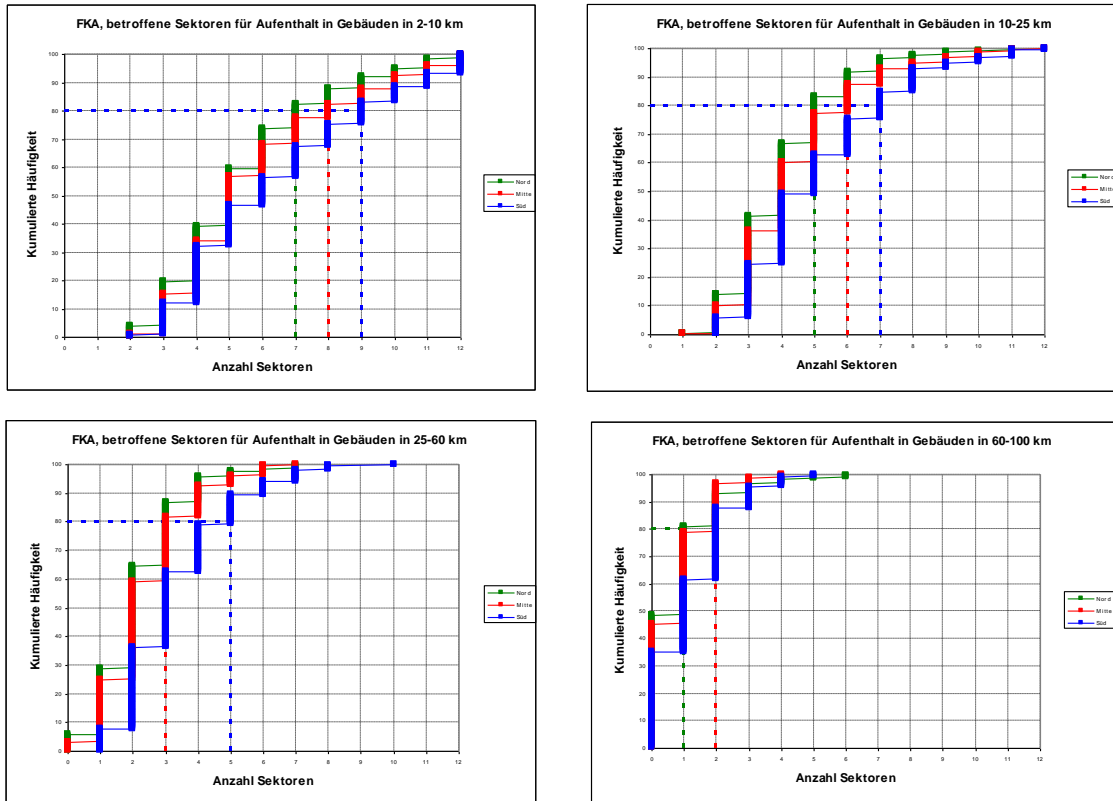 FKA, betroffene Sektoren für Aufenthalt in Gebäuden in 2-10 km
Kumulierte Häufigkeit
100
90
80
70
60
50
40
30
20
10
0
0 1 2 3 4 5 6 7 8 9 10 11 12
Anzahl Sektoren
Nord
Mitte
Süd
FKA, betroffene Sektoren für Aufenthalt in Gebäuden in 10-25 km
Kumulierte Häufigkeit
100
90
80
70
60
50
40
30
20
10
0
0 1 2 3 4 5 6 7 8 9 10 11 12
Anzahl Sektoren
Nord
Mitte
Süd
FKA, betroffene Sektoren für Aufenthalt in Gebäuden in 25-60 km
Kumulierte Häufigkeit
100
90
80
70
60
50
40
30
20
10
0
0 1 2 3 4 5 6 7 8 9 10 11 12
Anzahl Sektoren
Nord
Mitte
Süd
FKA, betroffene Sektoren für Aufenthalt in Gebäuden in 60-100 km
Kumulierte Häufigkeit
100
90
80
70
60
50
40
30
20
10
0
0 1 2 3 4 5 6 7 8 9 10 11 12
Anzahl Sektoren
Nord
Mitte
Süd